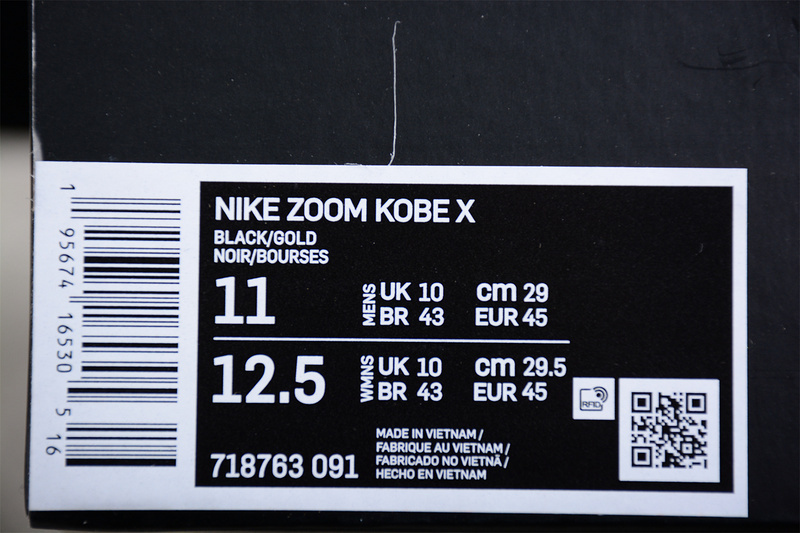 NIKE ZOOM KOBE X
BLACK/GOLD
NOIR/BOURSES
11 MENS UK 10 cm 29
BR 43 EUR 45
12.5 WMNS UK 10 cm 29.5
BR 43 EUR 45
RFID
718763 091
MADE IN VIETNAM /
FABRIQUE AU VIETNAM /
FABRICADO NO VIETNÃ /
HECHO EN VIETNAM
1 95674 16530 5 16